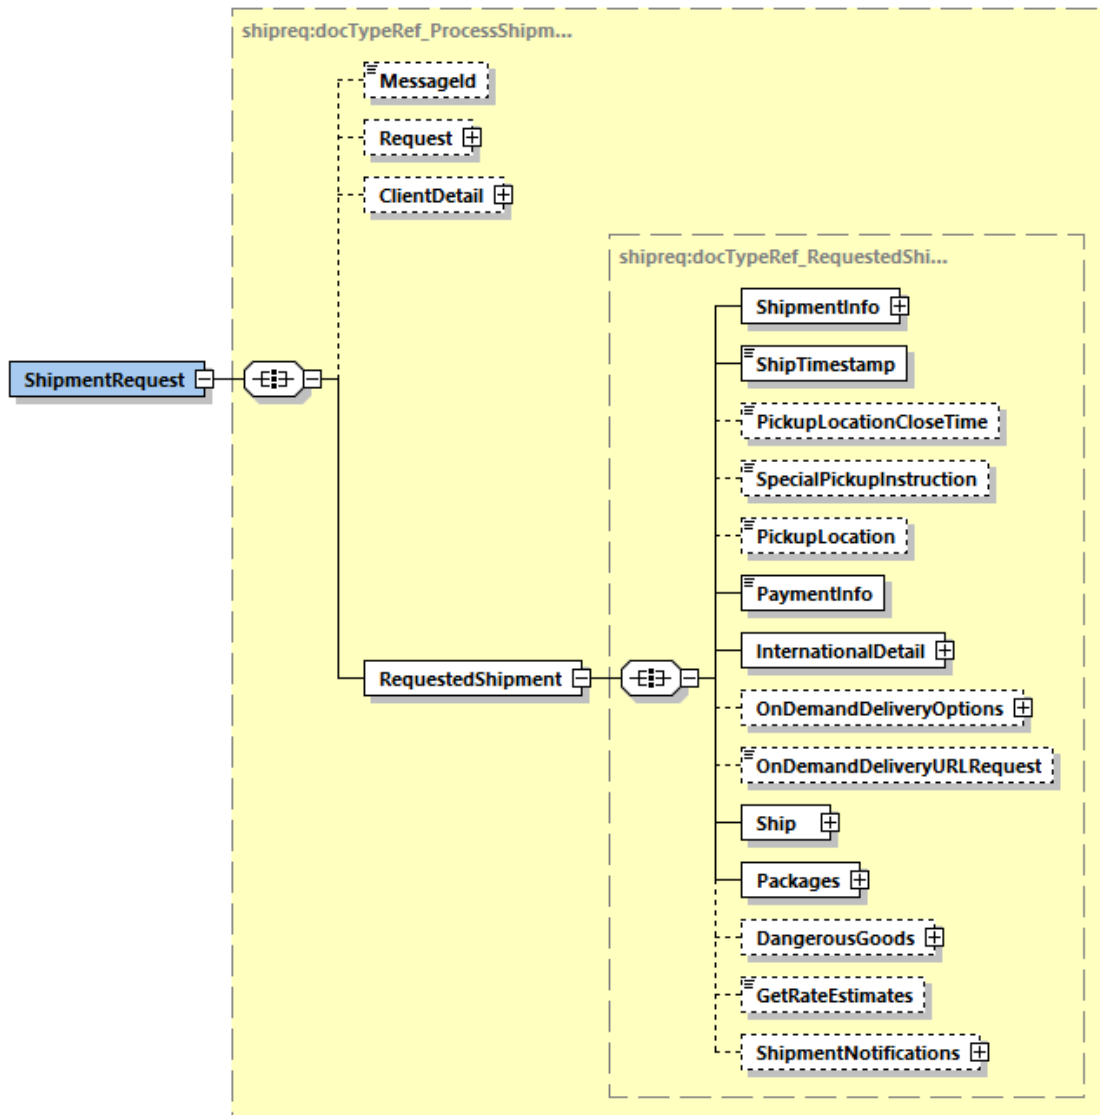 shipreq:docTypeRef_ProcessShipm...
MessageId
Request
ClientDetail
shipreq:docTypeRef_RequestedShi...
ShipmentInfo
ShipTimestamp
ShipmentRequest
PickupLocationCloseTime
SpecialPickupInstruction
PickupLocation
PaymentInfo
InternationalDetail
RequestedShipment
OnDemandDeliveryOptions
OnDemandDeliveryURLRequest
Ship
Packages
DangerousGoods
GetRateEstimates
ShipmentNotifications